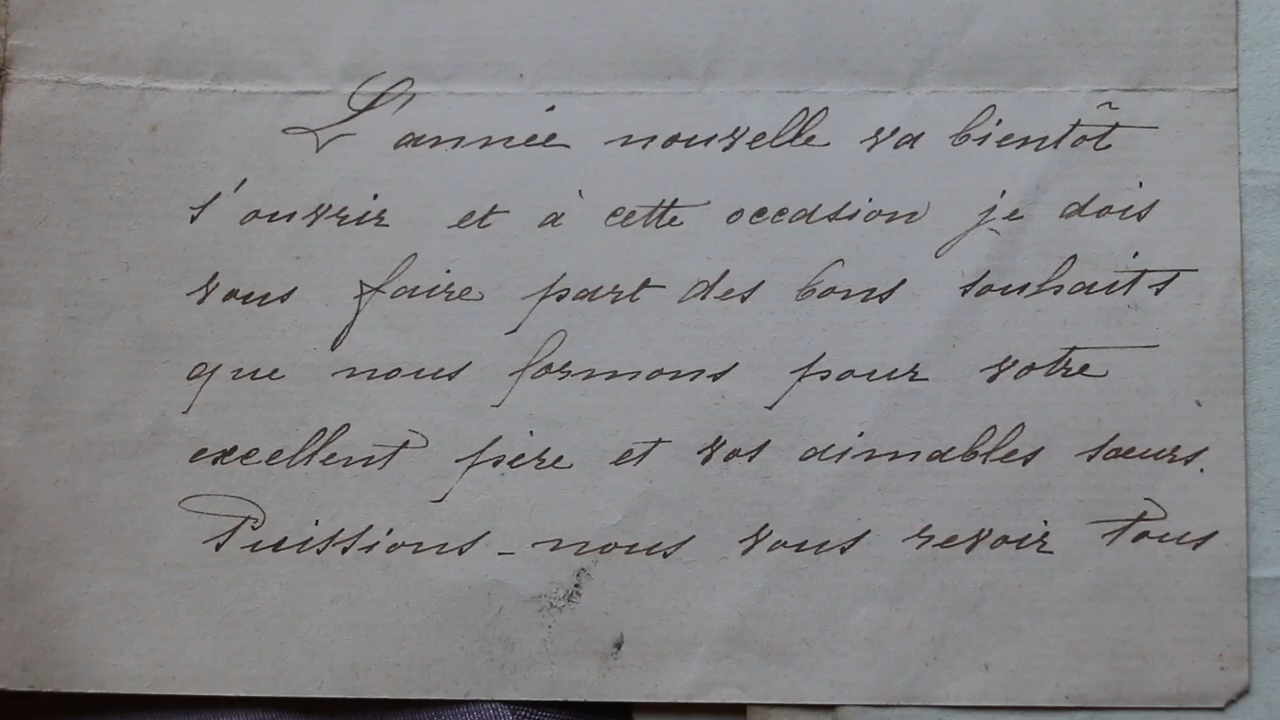 L'année nouvelle va bientôt
s'ouvrir et à cette occasion je dois
vous faire part des bons souhaits
que nous formons pour votre
excellent père et vos aimables sœurs.
Puissions-nous vous revoir tous